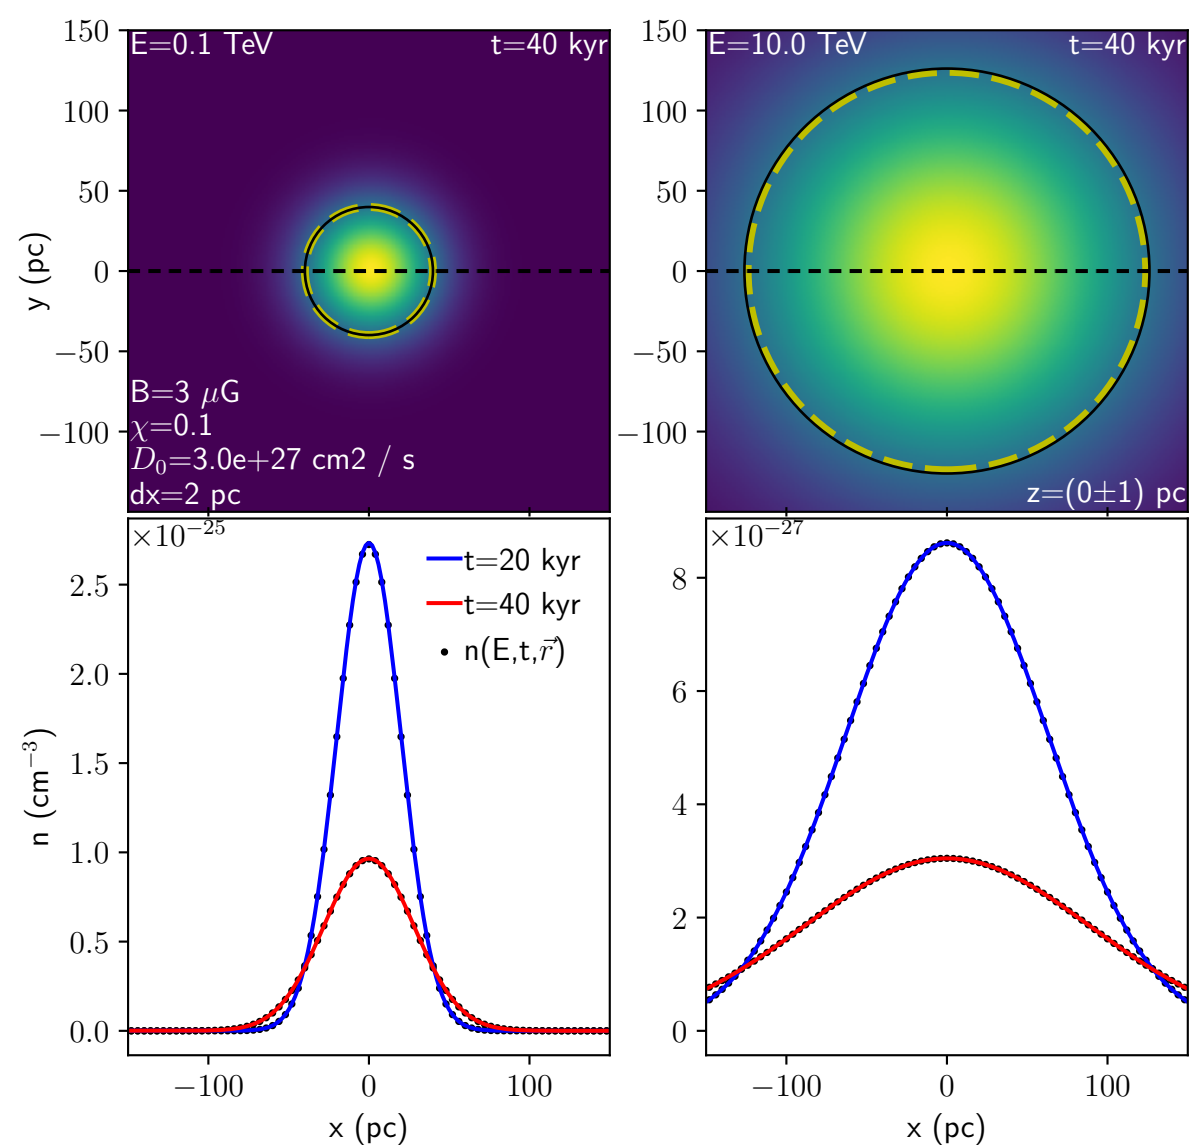 E=0.1 TeV
t=40 kyr
E=10.0 TeV
t=40 kyr
150
100
50
0
−50
−100
y (pc)
B=3 μG
χ=0.1
D₀=3.0e+27 cm2 / s
dx=2 pc
150
100
50
0
−50
−100
z=(0±1) pc
×10⁻²⁵
t=20 kyr
t=40 kyr
n(E,t,r⃗)
2.5
2.0
1.5
1.0
0.5
0.0
n (cm⁻³)
−100
0
100
x (pc)
×10⁻²⁷
8
6
4
2
0
−100
0
100
x (pc)